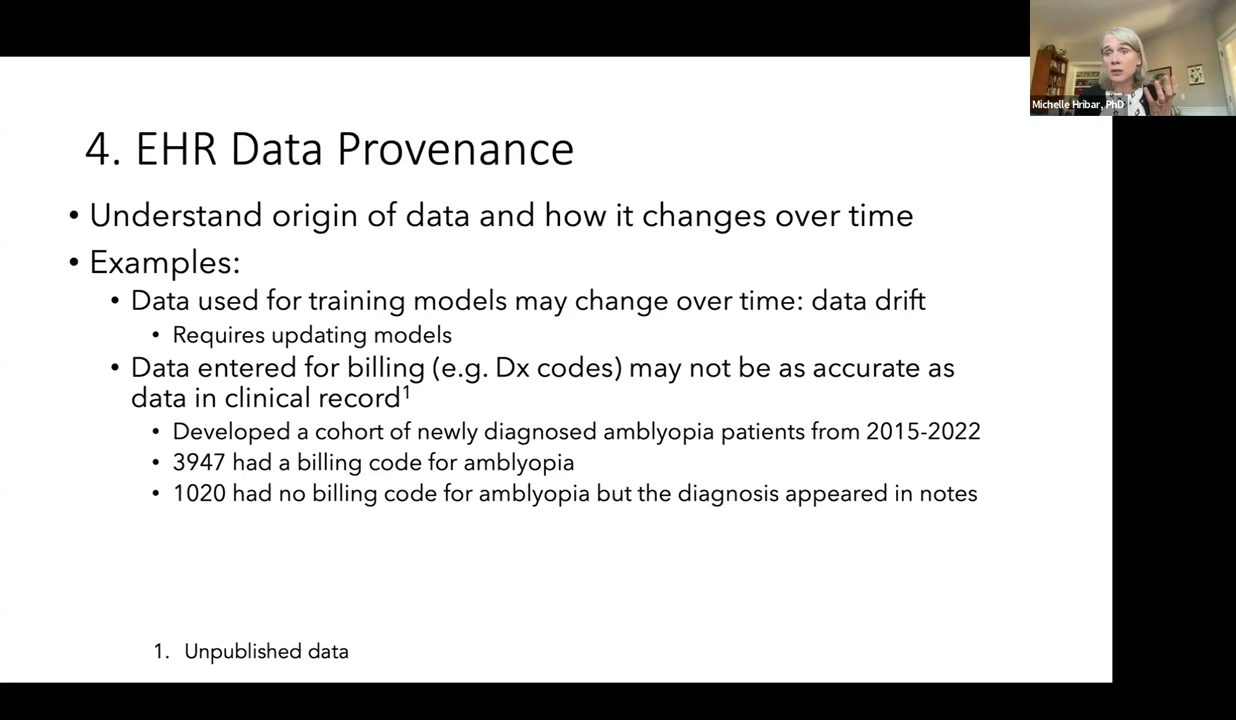 Michelle Hribar, PhD
4. EHR Data Provenance
• Understand origin of data and how it changes over time
• Examples:
• Data used for training models may change over time: data drift
• Requires updating models
• Data entered for billing (e.g. Dx codes) may not be as accurate as
data in clinical record1
• Developed a cohort of newly diagnosed amblyopia patients from 2015-2022
• 3947 had a billing code for amblyopia
• 1020 had no billing code for amblyopia but the diagnosis appeared in notes
1. Unpublished data